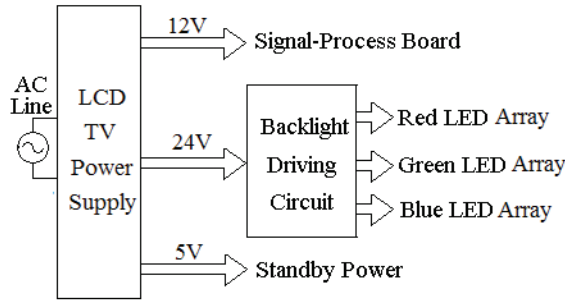 12V
Signal-Process Board
AC
Line
LCD
TV
Power
Supply
24V
Backlight
Driving
Circuit
Red LED Array
Green LED Array
Blue LED Array
5V
Standby Power